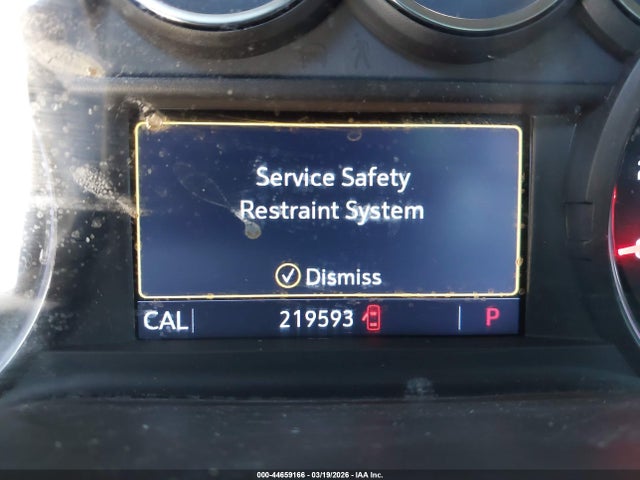 Service Safety
Restraint System
Dismiss
CAL 219593 P
000-44659166 - 03/19/2026 - IAA Inc.